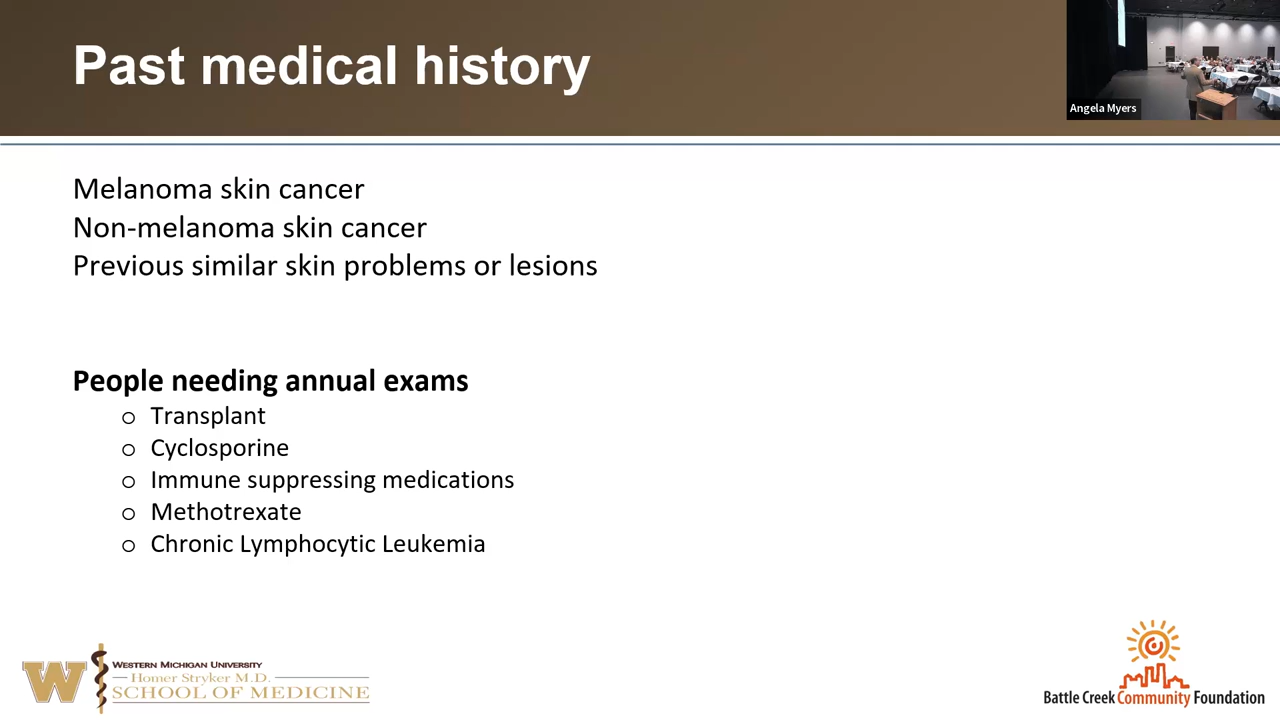 Past medical history
Angela Myers
Melanoma skin cancer
Non-melanoma skin cancer
Previous similar skin problems or lesions
People needing annual exams
o Transplant
o Cyclosporine
o Immune suppressing medications
o Methotrexate
o Chronic Lymphocytic Leukemia
W
WESTERN MICHIGAN UNIVERSITY
Homer Stryker M.D.
SCHOOL OF MEDICINE
Battle Creek Community Foundation